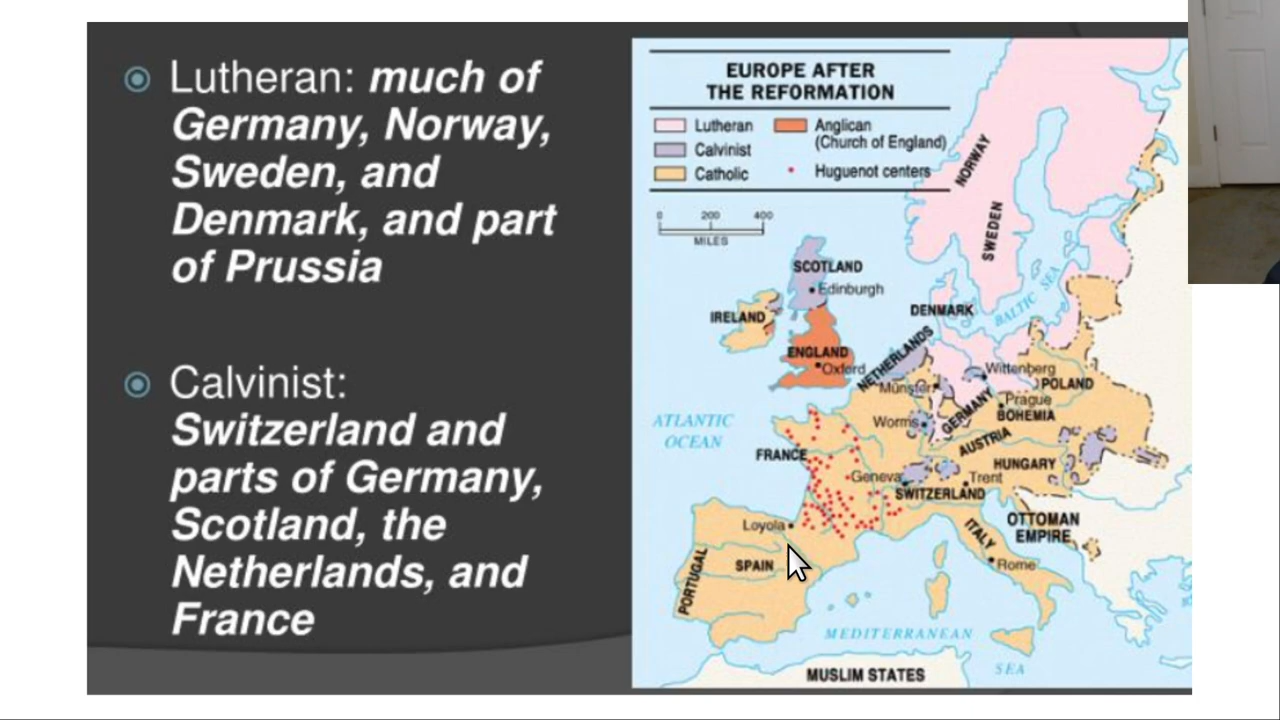 Lutheran: much of
Germany, Norway,
Sweden, and
Denmark, and part
of Prussia
Calvinist:
Switzerland and
parts of Germany,
Scotland, the
Netherlands, and
France
EUROPE AFTER
THE REFORMATION
Lutheran
Calvinist
Catholic
Anglican
(Church of England)
Huguenot centers
0 200 400
MILES
NORWAY
SWEDEN
SCOTLAND
Edinburgh
IRELAND
DENMARK
BALTIC SEA
ENGLAND
Oxford
NETHERLANDS
Münster
Wittenberg
POLAND
Prague
BOHEMIA
GERMANY
Worms
ATLANTIC
OCEAN
AUSTRIA
FRANCE
HUNGARY
Geneva
Trent
SWITZERLAND
Loyola
ITALY
OTTOMAN
EMPIRE
PORTUGAL
SPAIN
Rome
MEDITERRANEAN
SEA
MUSLIM STATES